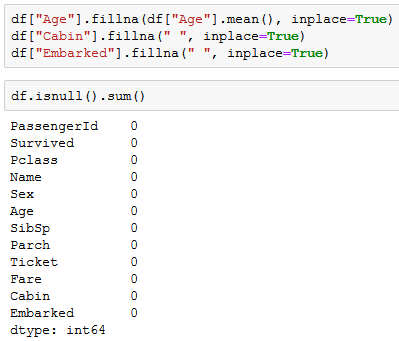 df["Age"].fillna(df["Age"].mean(), inplace=True)
df["Cabin"].fillna(" ", inplace=True)
df["Embarked"].fillna(" ", inplace=True)
df.isnull().sum()
PassengerId    0
Survived       0
Pclass         0
Name           0
Sex            0
Age            0
SibSp          0
Parch          0
Ticket         0
Fare           0
Cabin          0
Embarked       0
dtype: int64